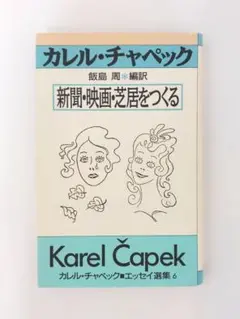 カレル・チャペック
飯島 周❋編訳
新聞・映画・芝居をつくる
Karel Čapek
カレル・チャペック■エッセイ選集6